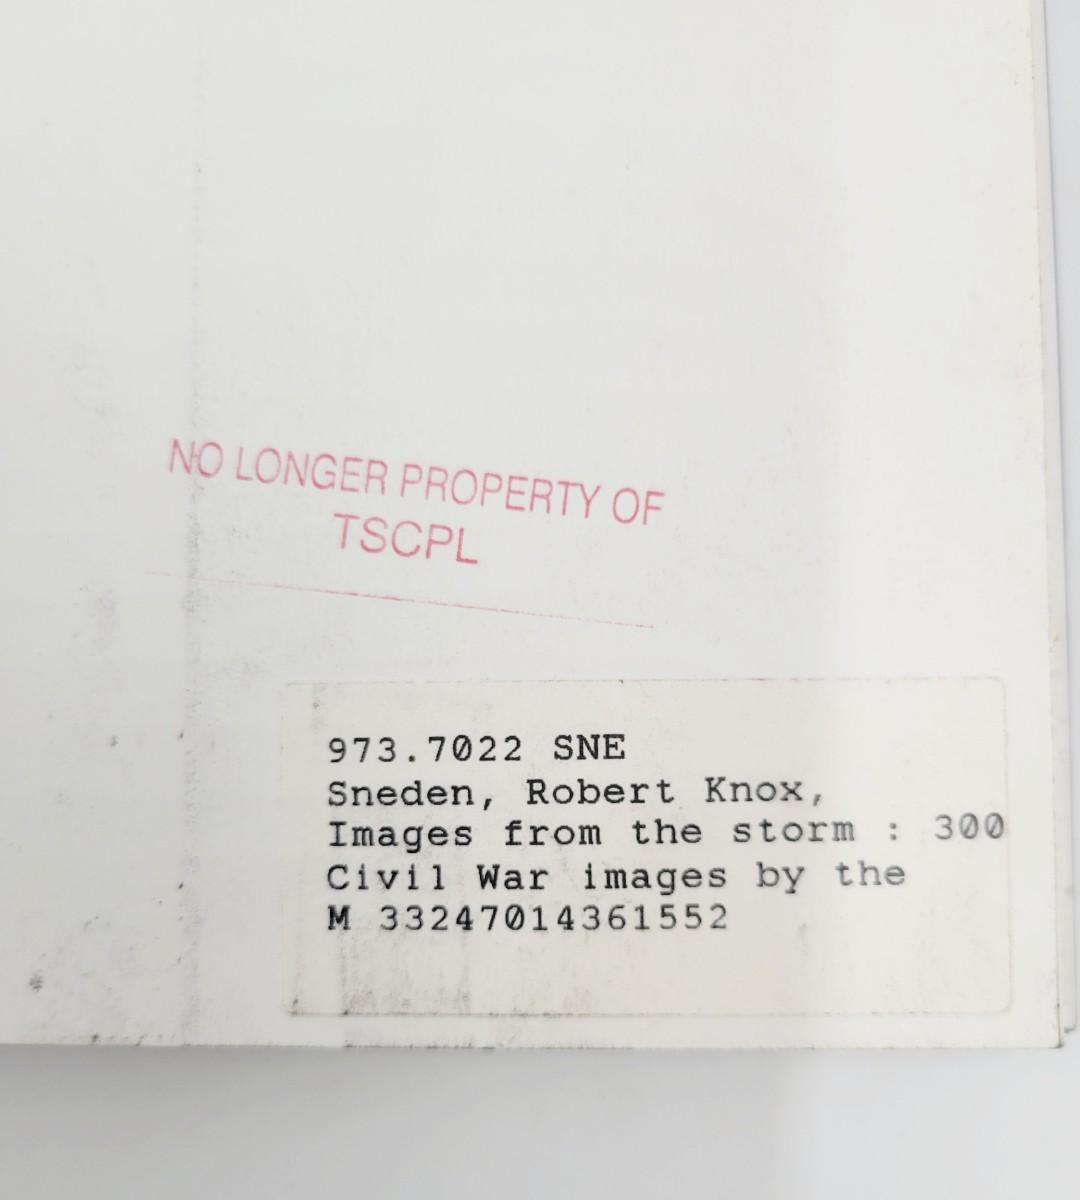 NO LONGER PROPERTY OF
TSCPL
973.7022 SNE
Sneden, Robert Knox,
Images from the storm : 300
Civil War images by the
M 33247014361552